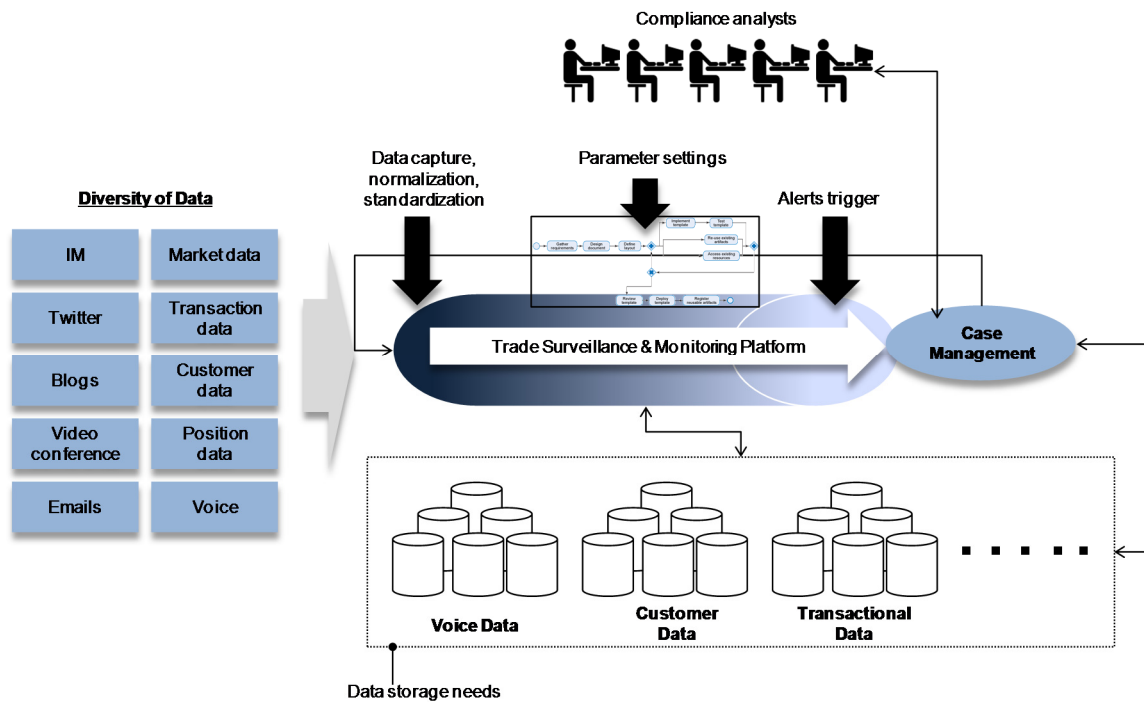 Compliance analysts
Data capture,
normalization,
standardization
Parameter settings
Alerts trigger
Diversity of Data
IM
Market data
Twitter
Transaction
data
Blogs
Customer
data
Video
conference
Position
data
Emails
Voice
Implement
template
Test
template
Gather
requirements
Design
document
Define
layout
Re-use existing
artifacts
Access existing
resources
Review
template
Deploy
template
Register
reusable artifacts
Trade Surveillance & Monitoring Platform
Case
Management
Voice Data
Customer
Data
Transactional
Data
Data storage needs